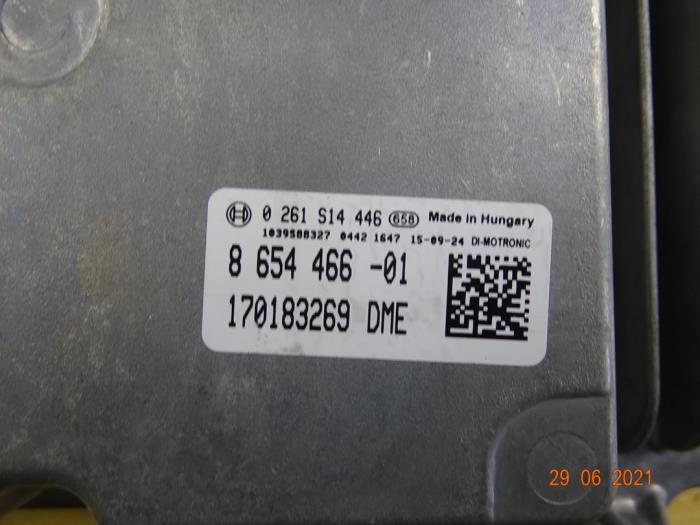 0 261 S14 446 658 Made in Hungary
1039S88327 0442 1647 15-09-24 DI-MOTRONIC
8 654 466 -01
170183269 DME
29 06 2021